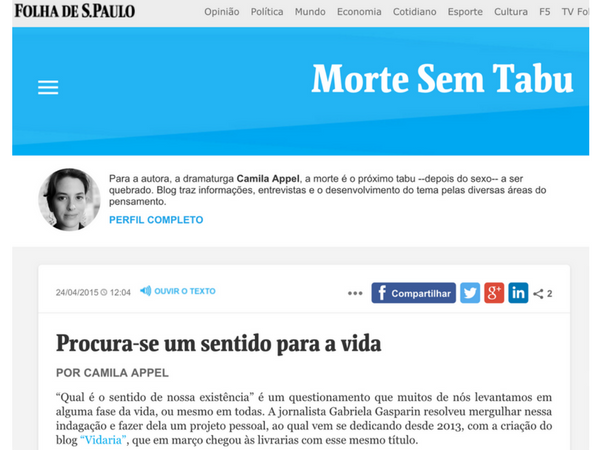 FOLHA DE S.PAULO Opinião Política Mundo Economia Cotidiano Esporte Cultura F5 TV Fol
Morte Sem Tabu
Para a autora, a dramaturga Camila Appel, a morte é o próximo tabu --depois do sexo-- a ser
quebrado. Blog traz informações, entrevistas e o desenvolvimento do tema pelas diversas áreas do
pensamento.
PERFIL COMPLETO
24/04/2015 12:04 OUVIR O TEXTO ••• f Compartilhar g+ in 2
Procura-se um sentido para a vida
POR CAMILA APPEL
“Qual é o sentido de nossa existência” é um questionamento que muitos de nós levantamos em
alguma fase da vida, ou mesmo em todas. A jornalista Gabriela Gasparin resolveu mergulhar nessa
indagação e fazer dela um projeto pessoal, ao qual vem se dedicando desde 2013, com a criação do
blog “Vidaria”, que em março chegou às livrarias com esse mesmo título.